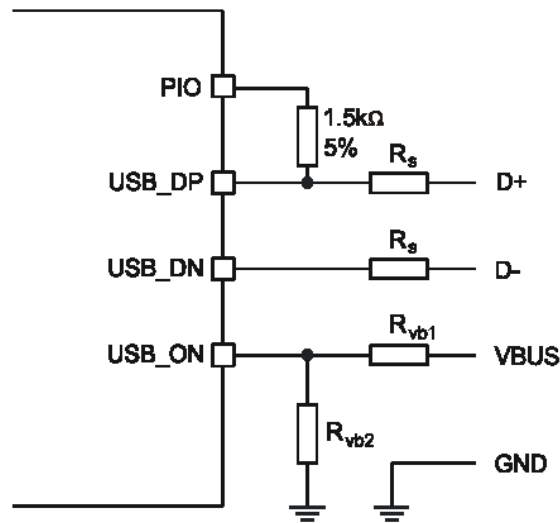 PIO
1.5kΩ
5%
USB_DP
Rs
D+
USB_DN
Rs
D-
USB_ON
Rvb1
VBUS
Rvb2
GND